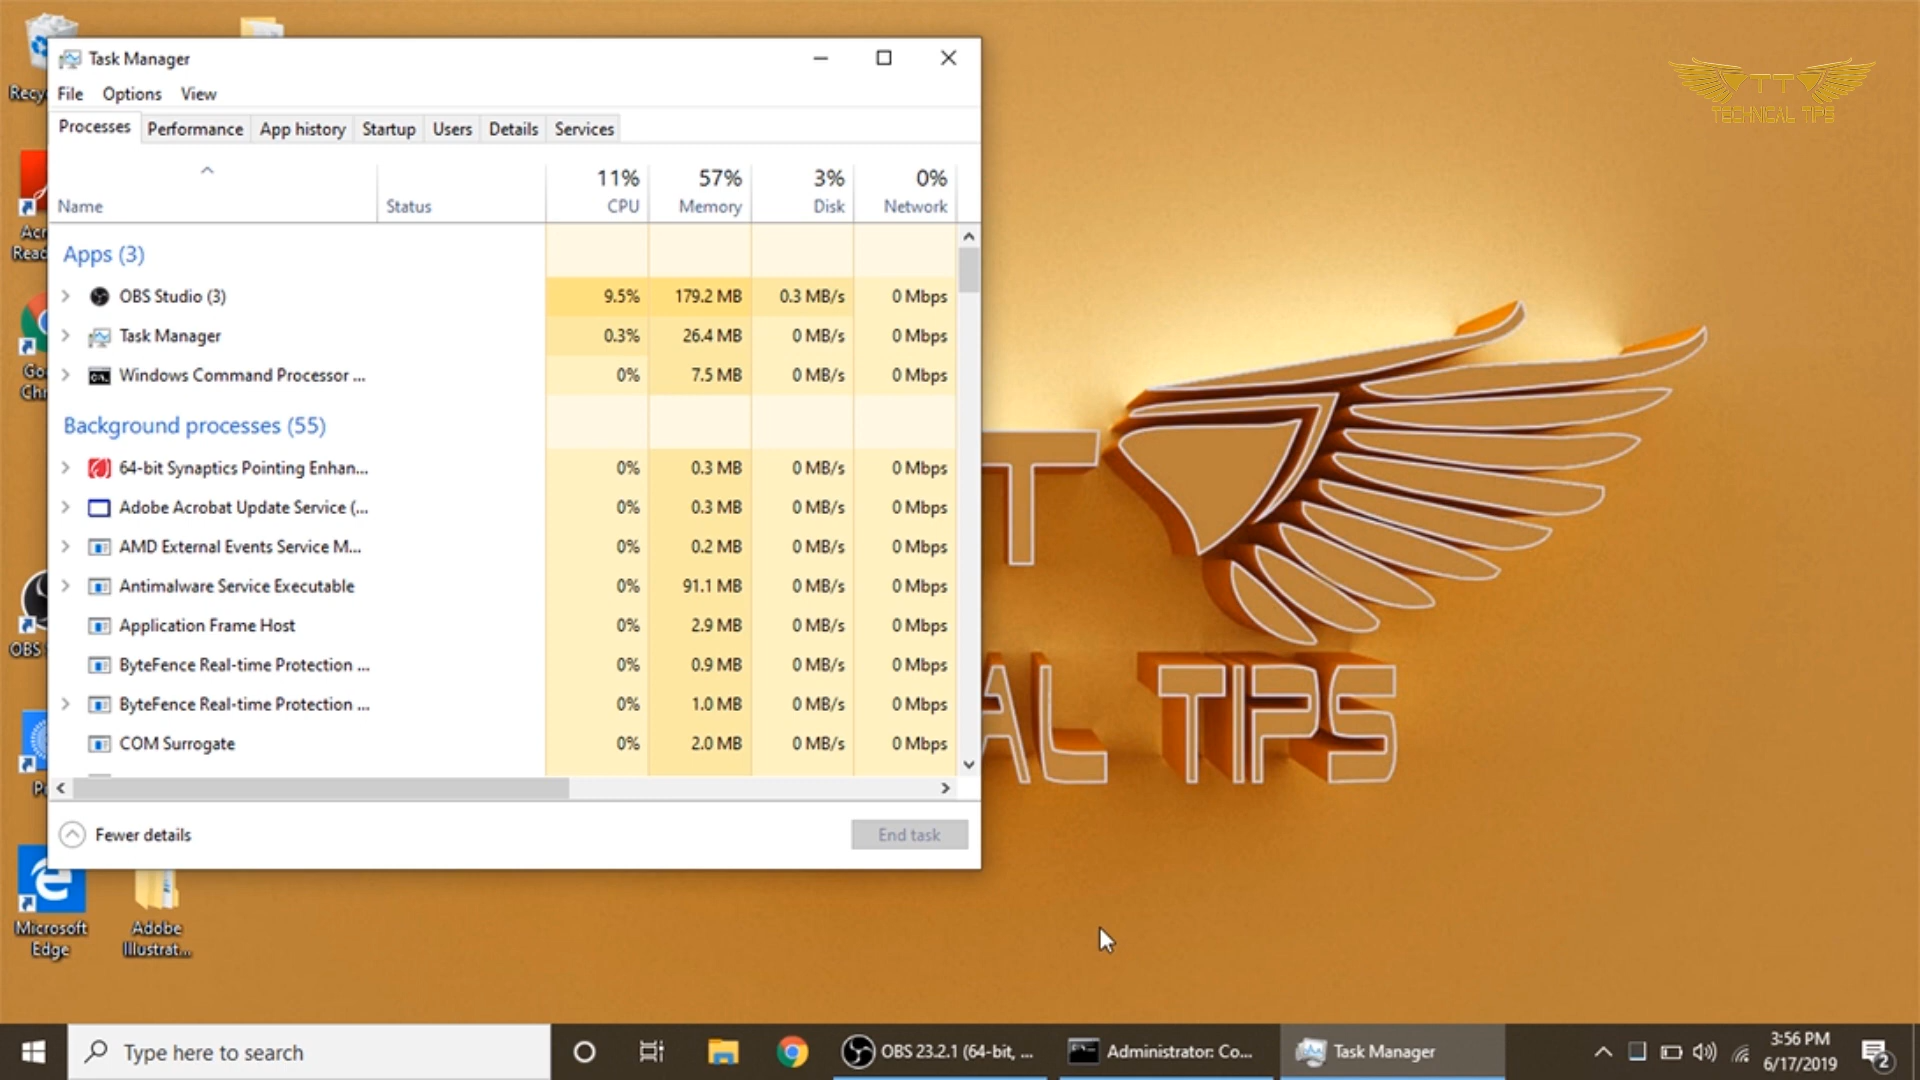 Task Manager
File Options View
Processes Performance App history Startup Users Details Services
11% 57% 3% 0%
Name Status CPU Memory Disk Network
Apps (3)
OBS Studio (3) 9.5% 179.2 MB 0.3 MB/s 0 Mbps
Task Manager 0.3% 26.4 MB 0 MB/s 0 Mbps
Windows Command Processor ... 0% 7.5 MB 0 MB/s 0 Mbps
Background processes (55)
64-bit Synaptics Pointing Enhan... 0% 0.3 MB 0 MB/s 0 Mbps
Adobe Acrobat Update Service (... 0% 0.3 MB 0 MB/s 0 Mbps
AMD External Events Service M... 0% 0.2 MB 0 MB/s 0 Mbps
Antimalware Service Executable 0% 91.1 MB 0 MB/s 0 Mbps
Application Frame Host 0% 2.9 MB 0 MB/s 0 Mbps
ByteFence Real-time Protection ... 0% 0.9 MB 0 MB/s 0 Mbps
ByteFence Real-time Protection ... 0% 1.0 MB 0 MB/s 0 Mbps
COM Surrogate 0% 2.0 MB 0 MB/s 0 Mbps
Fewer details End task
Recy
Acr
Read
Go
Chr
OBS
P
Microsoft
Edge
Adobe
Illustrat...
TT
TECHNICAL TIPS
T
AL TIPS
Type here to search
OBS 23.2.1 (64-bit, ...
Administrator: Co...
Task Manager
3:56 PM
6/17/2019
2